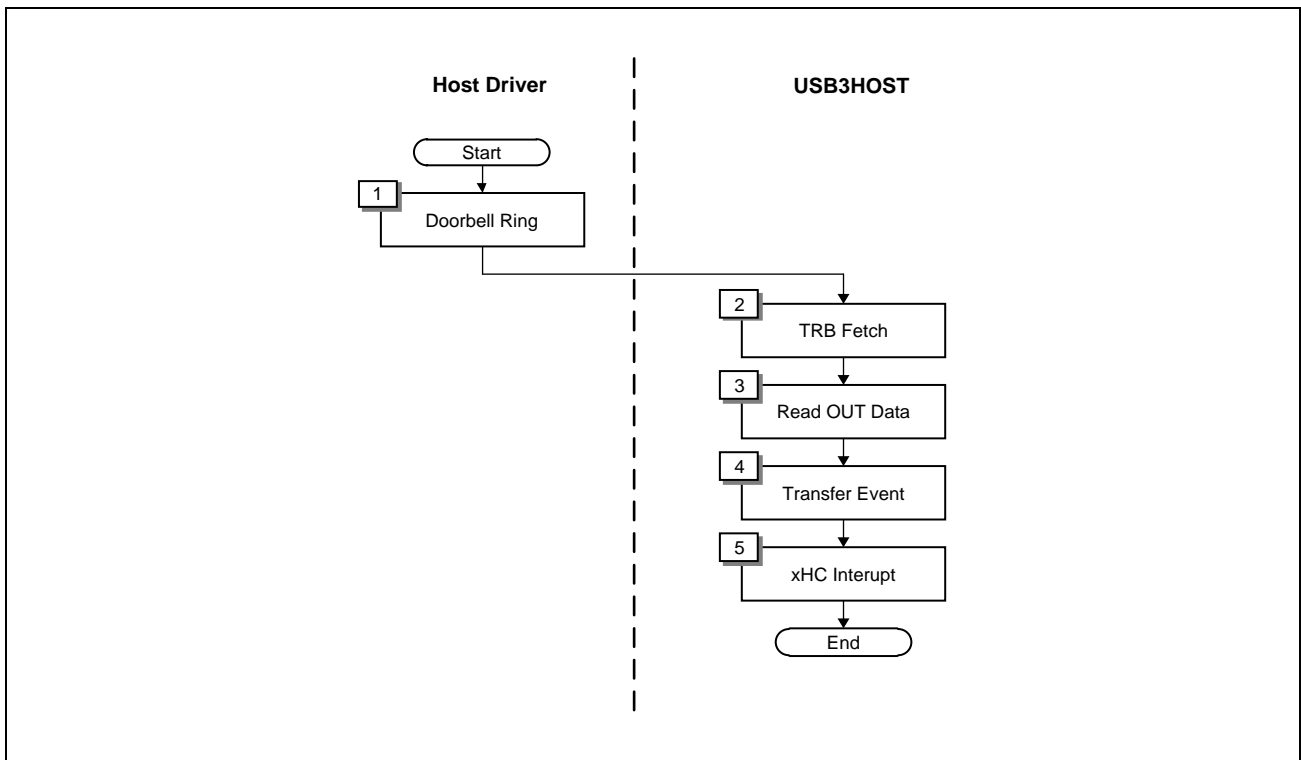 Host Driver
USB3HOST
Start
1
Doorbell Ring
2
TRB Fetch
3
Read OUT Data
4
Transfer Event
5
xHC Interupt
End